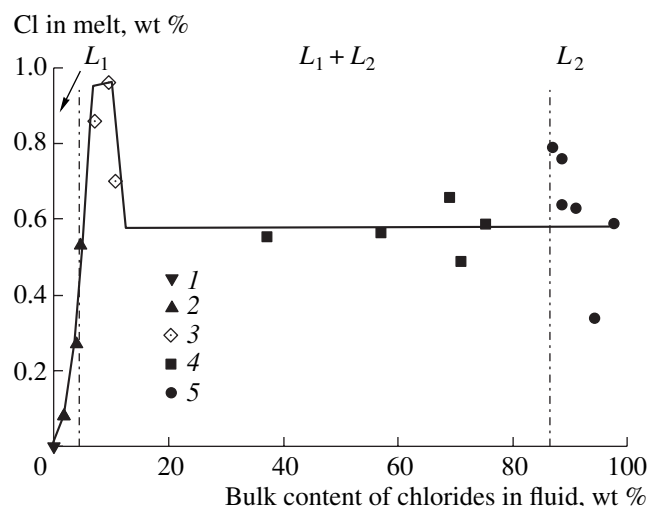 Cl in melt, wt %
L₁ L₁ + L₂ L₂
1.0
0.8
0.6
0.4
0.2
1
2
3
4
5
0 20 40 60 80 100
Bulk content of chlorides in fluid, wt %